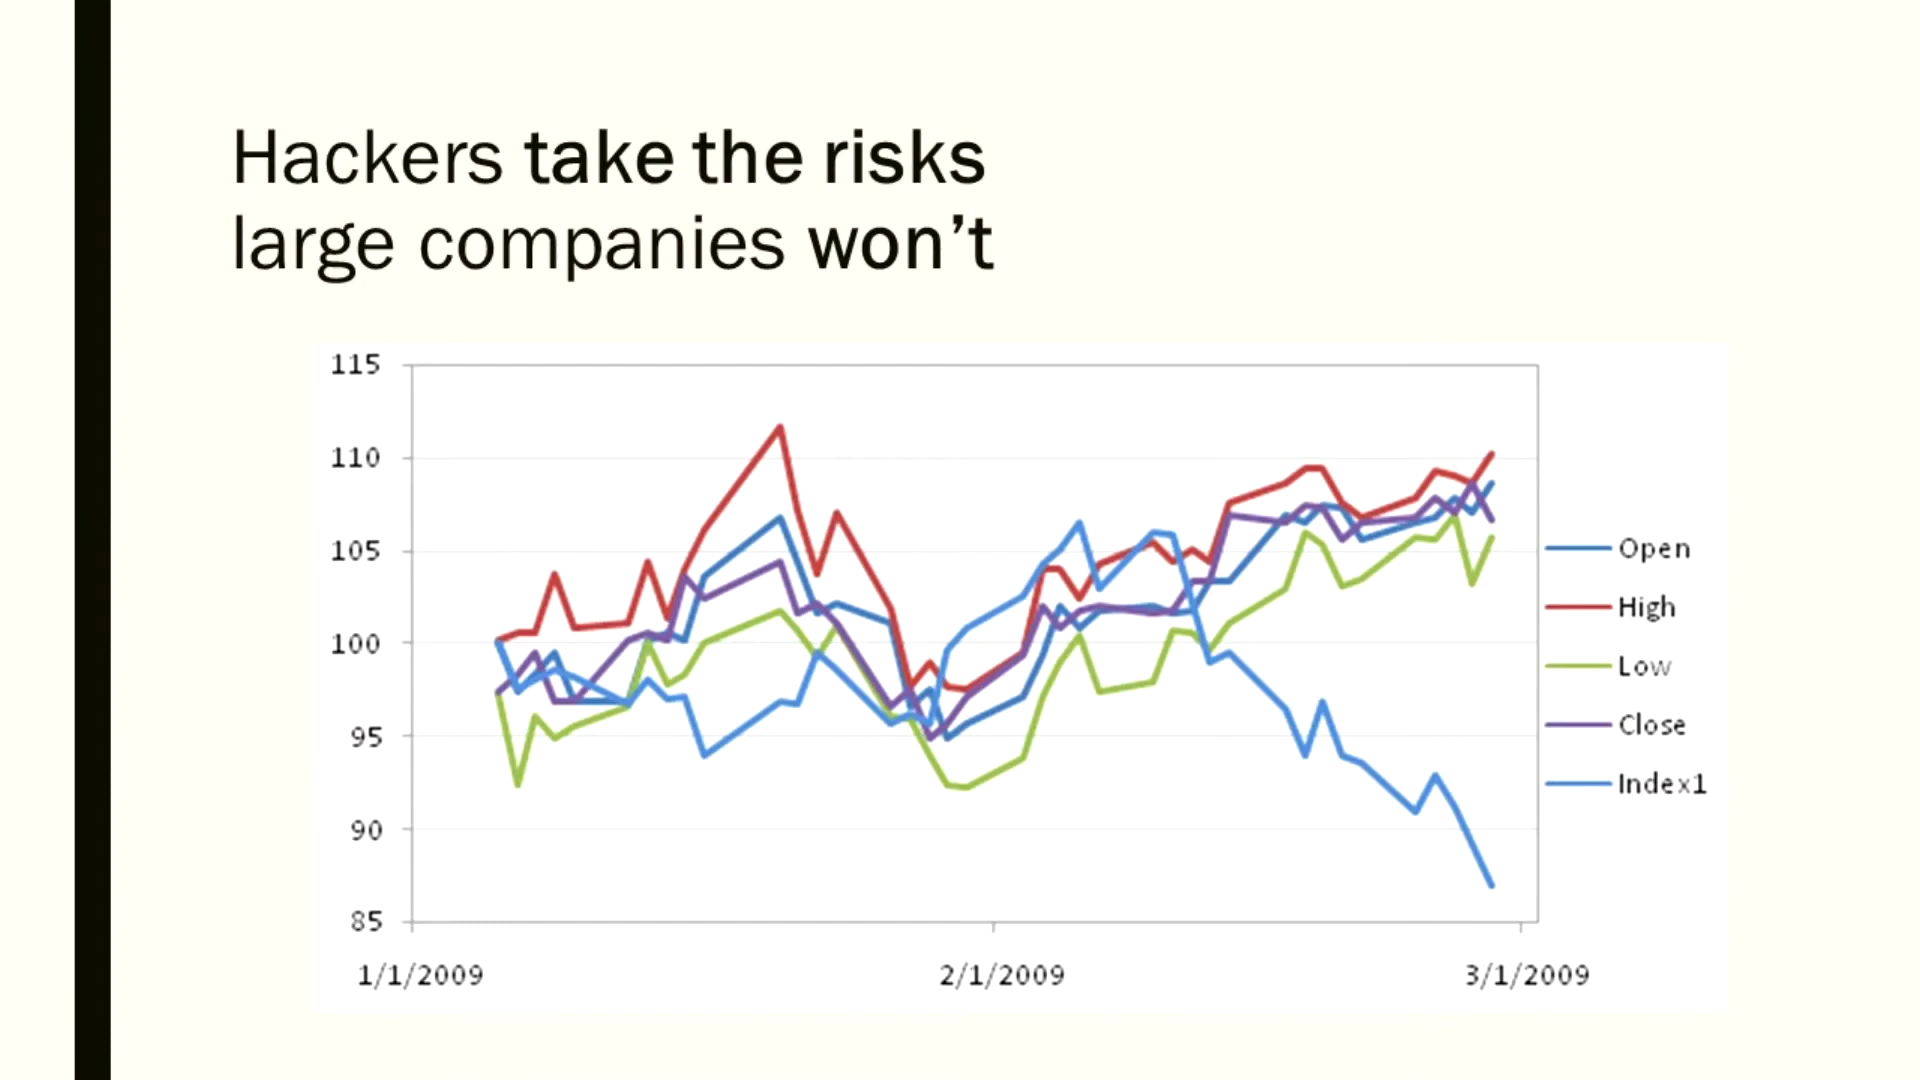 Hackers take the risks
large companies won’t
115
110
105
100
95
90
85
1/1/2009
2/1/2009
3/1/2009
Open
High
Low
Close
Index1